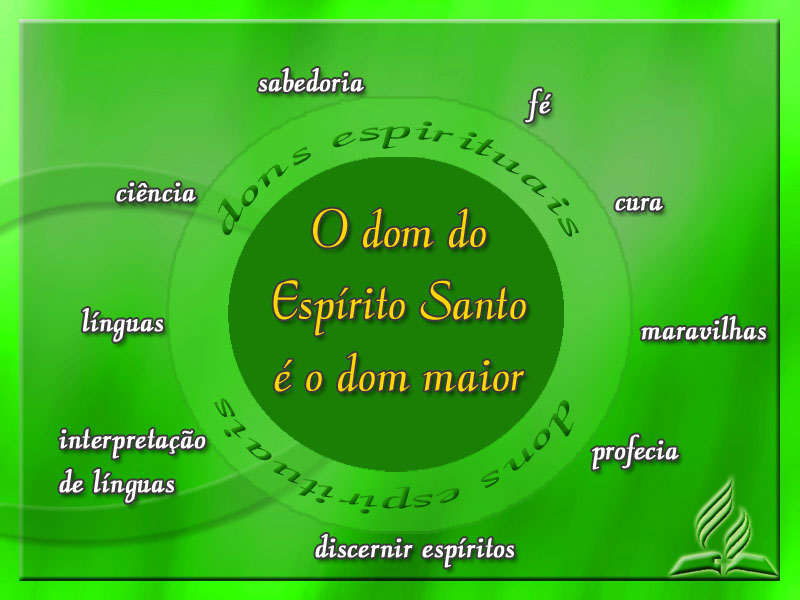 sabedoria
fé
dons espirituais
ciência
cura
O dom do
Espírito Santo
é o dom maior
línguas
maravilhas
dons espirituais
interpretação
de línguas
profecia
discernir espíritos